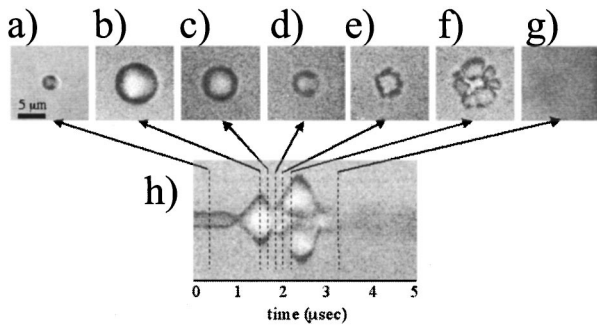 a) b) c) d) e) f) g)
5 μm
h)
0 1 2 3 4 5
time (μsec)